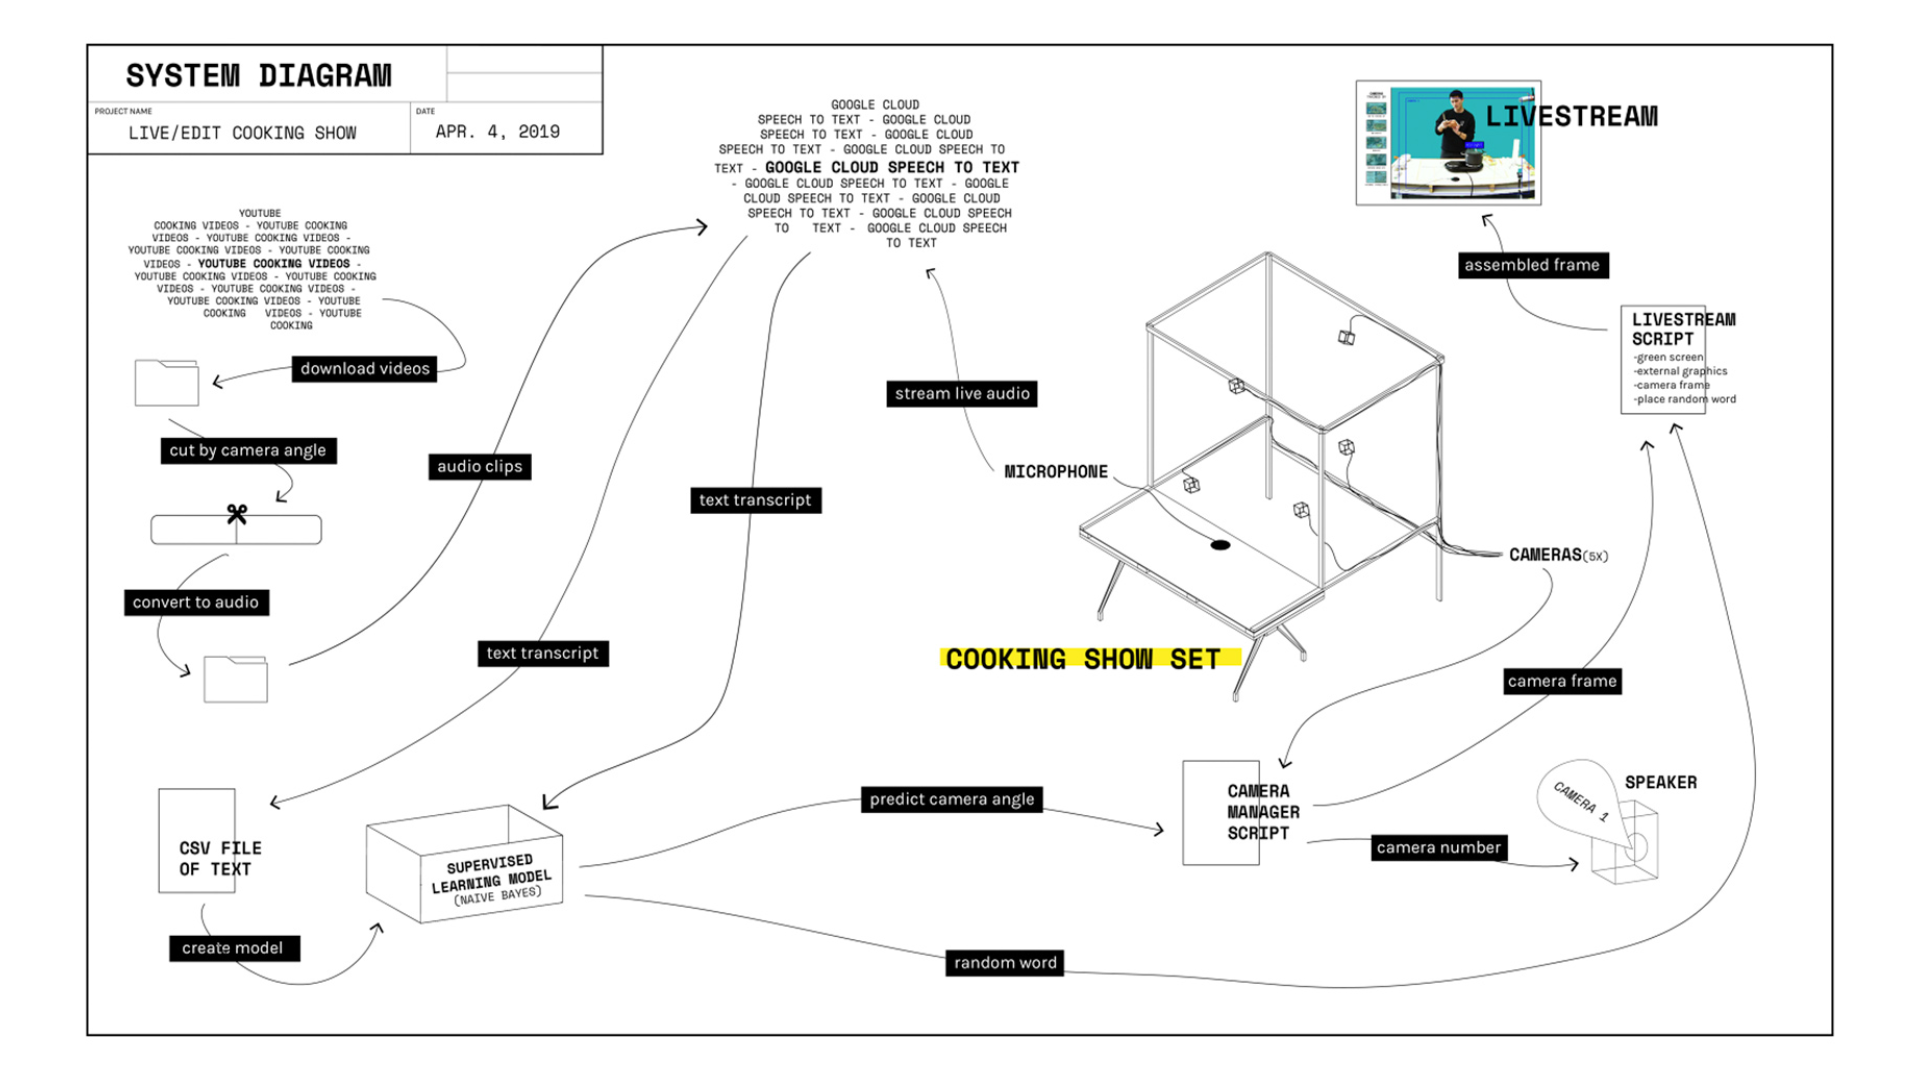 SYSTEM DIAGRAM
PROJECT NAME
LIVE/EDIT COOKING SHOW
DATE
APR. 4, 2019
YOUTUBE
COOKING VIDEOS - YOUTUBE COOKING
VIDEOS - YOUTUBE COOKING VIDEOS -
YOUTUBE COOKING VIDEOS - YOUTUBE COOKING
VIDEOS - YOUTUBE COOKING VIDEOS -
YOUTUBE COOKING VIDEOS - YOUTUBE COOKING
VIDEOS - YOUTUBE COOKING VIDEOS -
YOUTUBE COOKING VIDEOS - YOUTUBE
COOKING VIDEOS - YOUTUBE
COOKING
download videos
cut by camera angle
convert to audio
audio clips
GOOGLE CLOUD
SPEECH TO TEXT - GOOGLE CLOUD
SPEECH TO TEXT - GOOGLE CLOUD
SPEECH TO TEXT - GOOGLE CLOUD SPEECH TO
TEXT - GOOGLE CLOUD SPEECH TO TEXT
- GOOGLE CLOUD SPEECH TO TEXT - GOOGLE
CLOUD SPEECH TO TEXT - GOOGLE CLOUD
SPEECH TO TEXT - GOOGLE CLOUD SPEECH
TO TEXT - GOOGLE CLOUD SPEECH
TO TEXT
text transcript
text transcript
CSV FILE
OF TEXT
create model
SUPERVISED
LEARNING MODEL
(NAIVE BAYES)
stream live audio
MICROPHONE
COOKING SHOW SET
CAMERAS(5X)
predict camera angle
random word
CAMERA
MANAGER
SCRIPT
camera frame
camera number
SPEAKER
CAMERA 1
LIVESTREAM
SCRIPT
-green screen
-external graphics
-camera frame
-place random word
assembled frame
LIVESTREAM